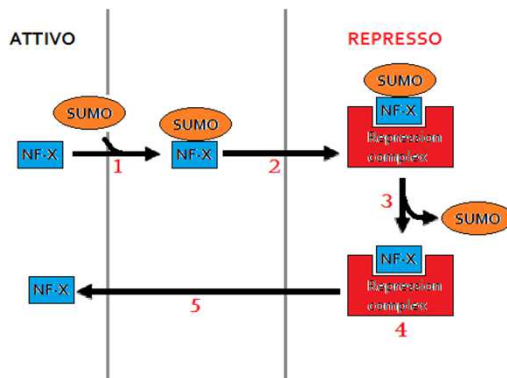 ATTIVO
REPRESSO
SUMO
SUMO
SUMO
NF-X
NF-X
NF-X
Repression
complex
1
2
3
SUMO
NF-X
NF-X
Repression
complex
5
4